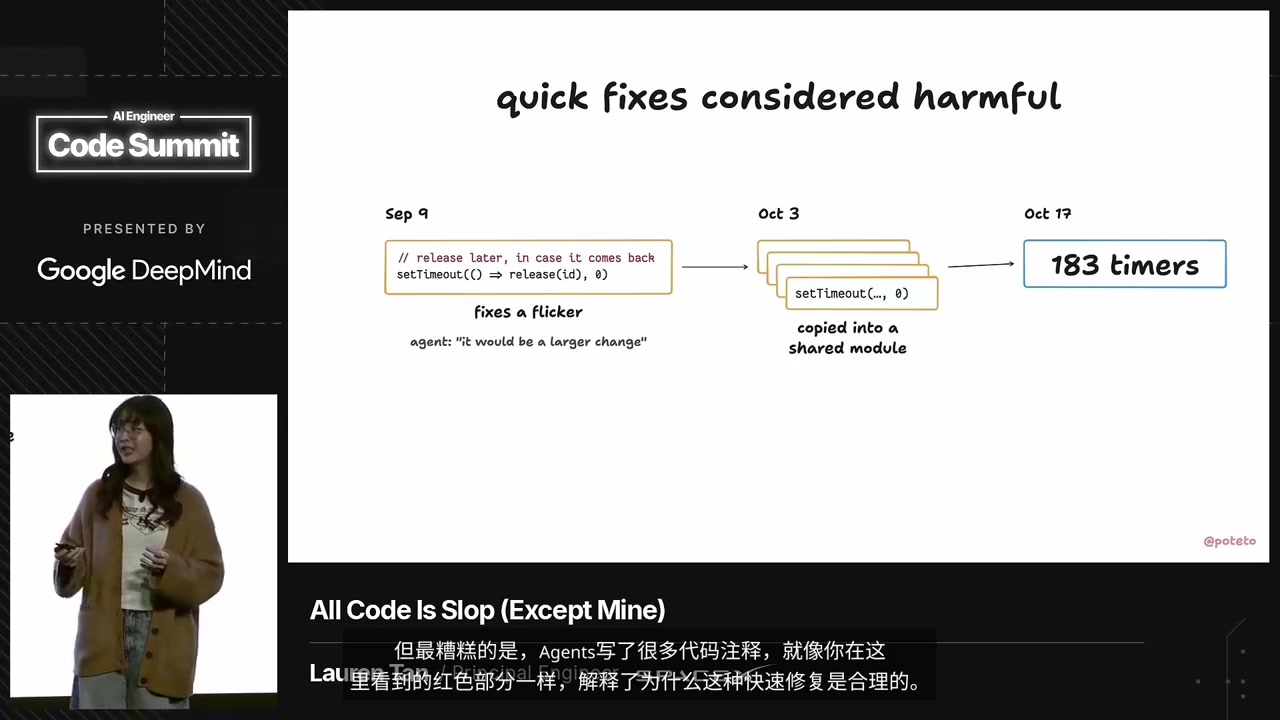 AI Engineer
Code Summit
PRESENTED BY
Google DeepMind
quick fixes considered harmful
Sep 9
// release later, in case it comes back
setTimeout(() => release(id), 0)
fixes a flicker
agent: "it would be a larger change"
Oct 3
setTimeout(…, 0)
copied into a
shared module
Oct 17
183 timers
@poteto
All Code Is Slop (Except Mine)
Lauren Tan / Principal Engineer
但最糟糕的是，Agents写了很多代码注释，就像你在这
里看到的红色部分一样，解释了为什么这种快速修复是合理的。